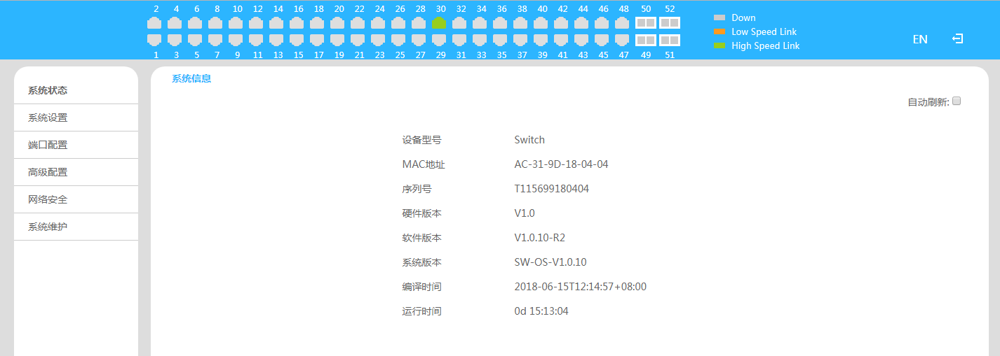 2 4 6 8 10 12 14 16 18 20 22 24 26 28 30 32 34 36 38 40 42 44 46 48 50 52
1 3 5 7 9 11 13 15 17 19 21 23 25 27 29 31 33 35 37 39 41 43 45 47 49 51
Down
Low Speed Link
High Speed Link
EN
系统状态
系统设置
端口配置
高级配置
网络安全
系统维护
系统信息
自动刷新:
设备型号 Switch
MAC地址 AC-31-9D-18-04-04
序列号 T115699180404
硬件版本 V1.0
软件版本 V1.0.10-R2
系统版本 SW-OS-V1.0.10
编译时间 2018-06-15T12:14:57+08:00
运行时间 0d 15:13:04